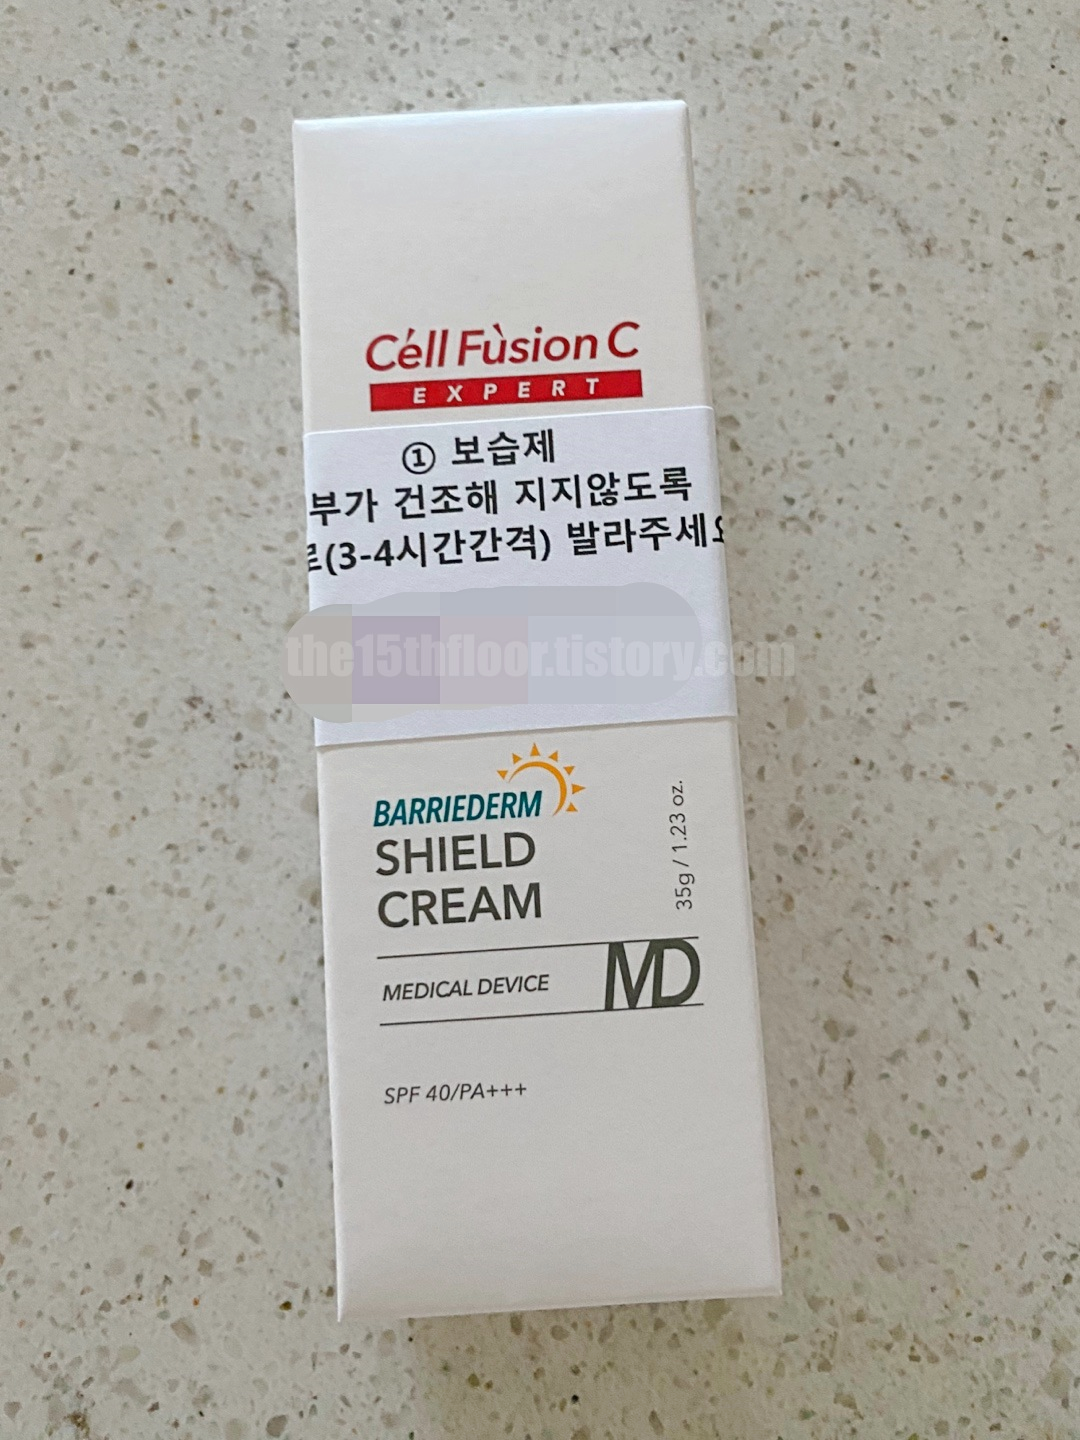 Céll Fùsion C
EXPERT
① 보습제
부가 건조해 지지않도록
(3-4시간간격) 발라주세요
the15thfloor.tistory.com
BARRIEDERM
SHIELD
CREAM
35g / 1.23 oz.
MEDICAL DEVICE
MD
SPF 40/PA+++